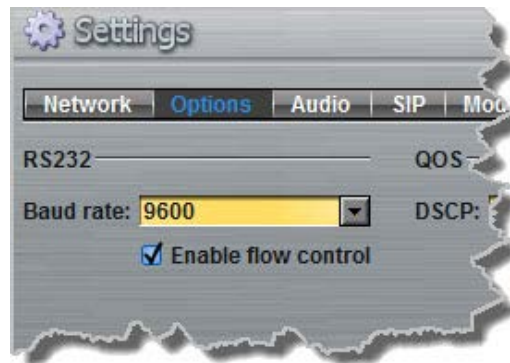 Settings
Network Options Audio SIP
RS232 QOS
Baud rate: 9600 DSCP:
Enable flow control